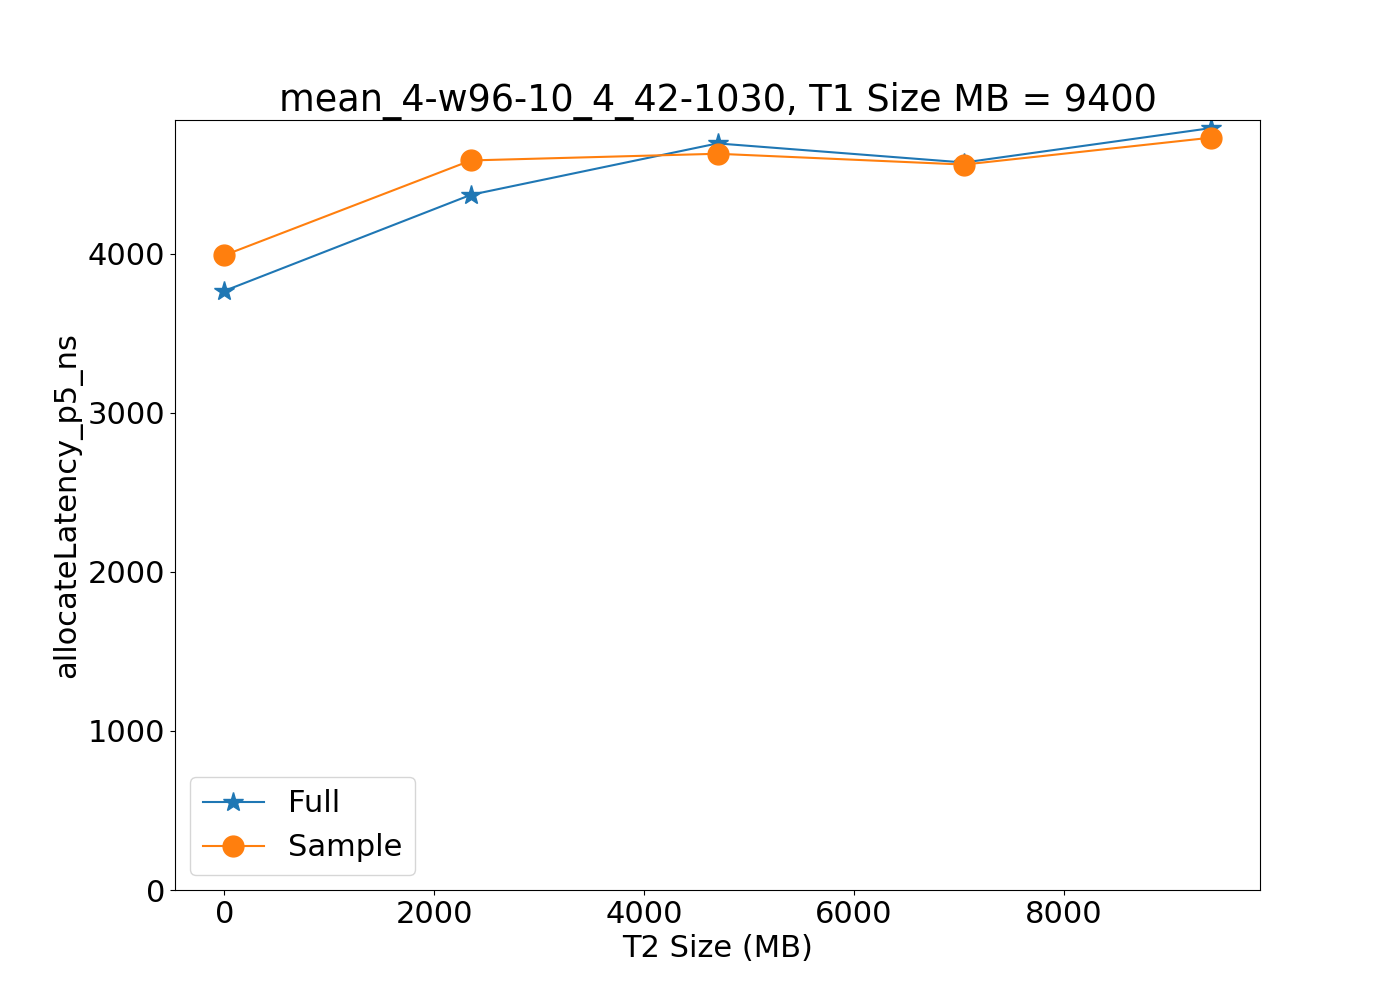 mean_4-w96-10_4_42-1030, T1 Size MB = 9400
allocateLatency_p5_ns
4000
3000
2000
1000
0
Full
Sample
0 2000 4000 6000 8000
T2 Size (MB)